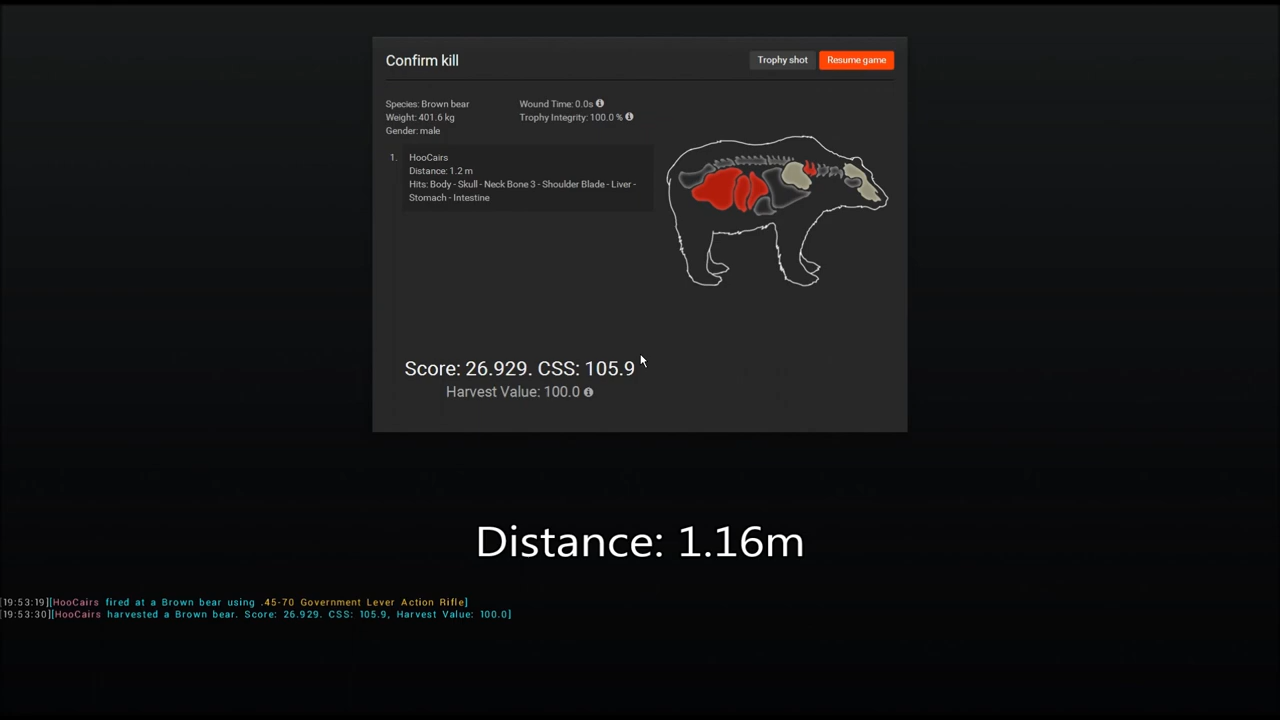 Confirm kill
Trophy shot
Resume game
Species: Brown bear
Weight: 401.6 kg
Gender: male
Wound Time: 0.0s
Trophy Integrity: 100.0 %
1.
HooCairs
Distance: 1.2 m
Hits: Body - Skull - Neck Bone 3 - Shoulder Blade - Liver -
Stomach - Intestine
Score: 26.929. CSS: 105.9
Harvest Value: 100.0
Distance: 1.16m
[19:53:19][HooCairs fired at a Brown bear using .45-70 Government Lever Action Rifle]
[19:53:30][HooCairs harvested a Brown bear. Score: 26.929. CSS: 105.9, Harvest Value: 100.0]